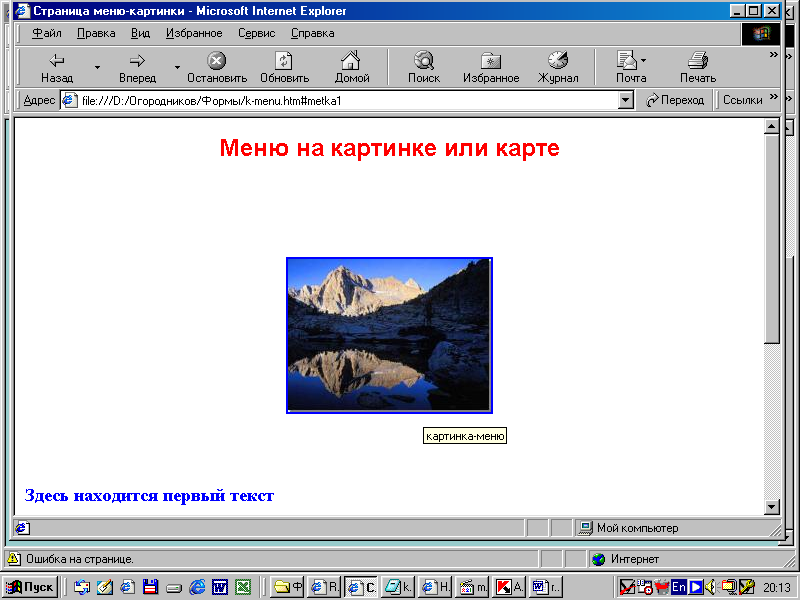 Страница меню-картинки - Microsoft Internet Explorer
Файл Правка Вид Избранное Сервис Справка
Назад Вперед Остановить Обновить Домой Поиск Избранное Журнал Почта Печать »
Адрес file:///D:/Огородников/Формы/k-menu.htm#metka1 Переход Ссылки »
Меню на картинке или карте
картинка-меню
Здесь находится первый текст
Мой компьютер
Ошибка на странице. Интернет
Пуск Ф R. С. k. H. m. A. r.. En 20:13